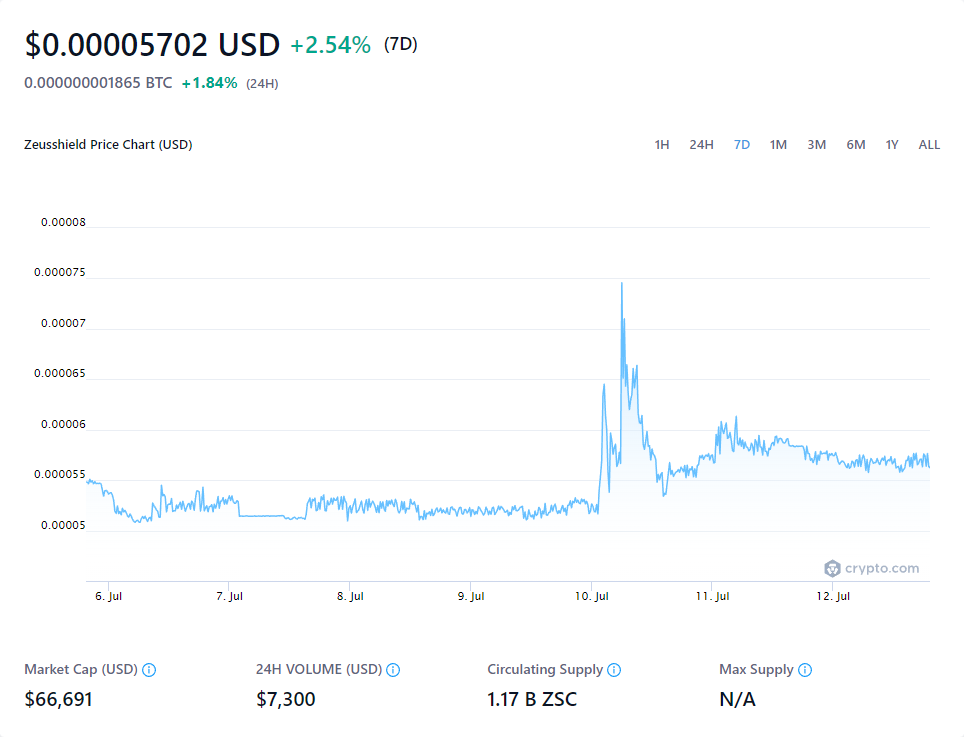 $0.00005702 USD +2.54% (7D)
0.000000001865 BTC +1.84% (24H)
Zeusshield Price Chart (USD) 1H 24H 7D 1M 3M 6M 1Y ALL
0.00008
0.000075
0.00007
0.000065
0.00006
0.000055
0.00005
crypto.com
6. Jul 7. Jul 8. Jul 9. Jul 10. Jul 11. Jul 12. Jul
Market Cap (USD) 24H VOLUME (USD) Circulating Supply Max Supply
$66,691 $7,300 1.17 B ZSC N/A